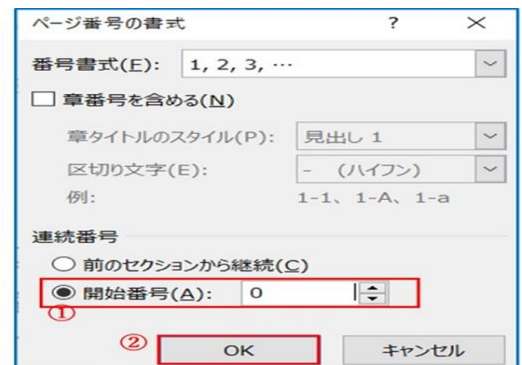 ページ番号の書式 ? ×
番号書式(F): 1, 2, 3, …
章番号を含める(N)
章タイトルのスタイル(P): 見出し 1
区切り文字(E): - (ハイフン)
例: 1-1、1-A、1-a
連続番号
前のセクションから継続(C)
開始番号(A): 0
①
② OK キャンセル